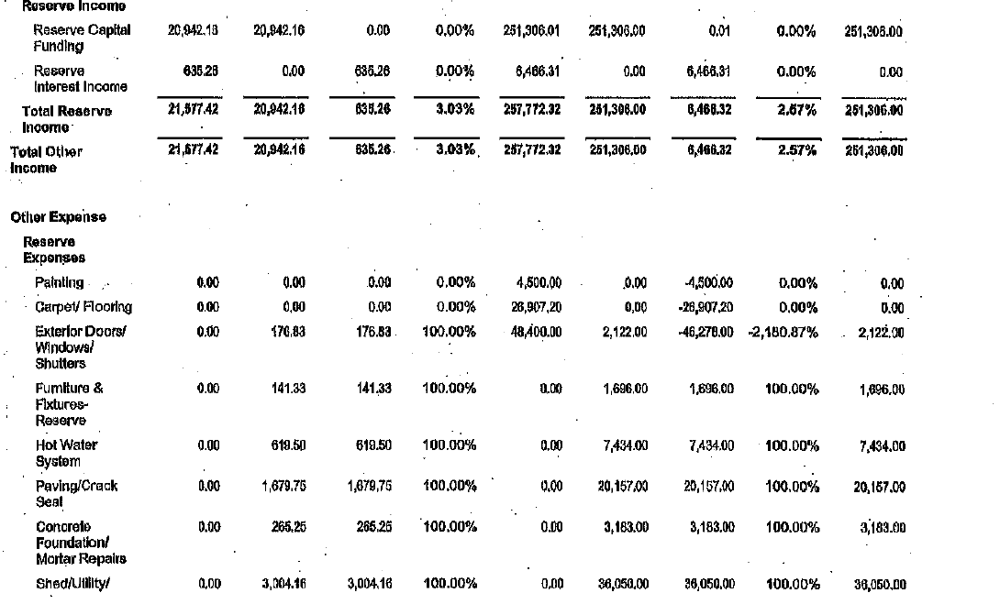 Reserve Income
Reserve Capital Funding 20,942.16 20,942.16 0.00 0.00% 251,306.01 251,306.00 0.01 0.00% 251,306.00
Reserve Interest Income 635.26 0.00 635.26 0.00% 6,466.31 0.00 6,466.31 0.00% 0.00
Total Reserve Income 21,577.42 20,942.16 635.26 3.03% 257,772.32 251,306.00 6,466.32 2.57% 251,306.00
Total Other Income 21,577.42 20,942.16 635.26 3.03% 257,772.32 251,306.00 6,466.32 2.57% 251,306.00
Other Expense
Reserve Expenses
Painting 0.00 0.00 0.00 0.00% 4,500.00 0.00 -4,500.00 0.00% 0.00
Carpet/ Flooring 0.00 0.00 0.00 0.00% 26,907.20 0.00 -26,907.20 0.00% 0.00
Exterior Doors/ Windows/ Shutters 0.00 176.83 176.83 100.00% 48,400.00 2,122.00 -46,278.00 -2,180.87% 2,122.00
Furniture & Fixtures- Reserve 0.00 141.33 141.33 100.00% 0.00 1,696.00 1,696.00 100.00% 1,696.00
Hot Water System 0.00 619.50 619.50 100.00% 0.00 7,434.00 7,434.00 100.00% 7,434.00
Paving/Crack Seal 0.00 1,679.75 1,679.75 100.00% 0.00 20,157.00 20,157.00 100.00% 20,157.00
Concrete Foundation/ Mortar Repairs 0.00 265.25 265.25 100.00% 0.00 3,183.00 3,183.00 100.00% 3,183.00
Shed/Utility/ 0.00 3,004.16 3,004.16 100.00% 0.00 36,050.00 36,050.00 100.00% 36,050.00